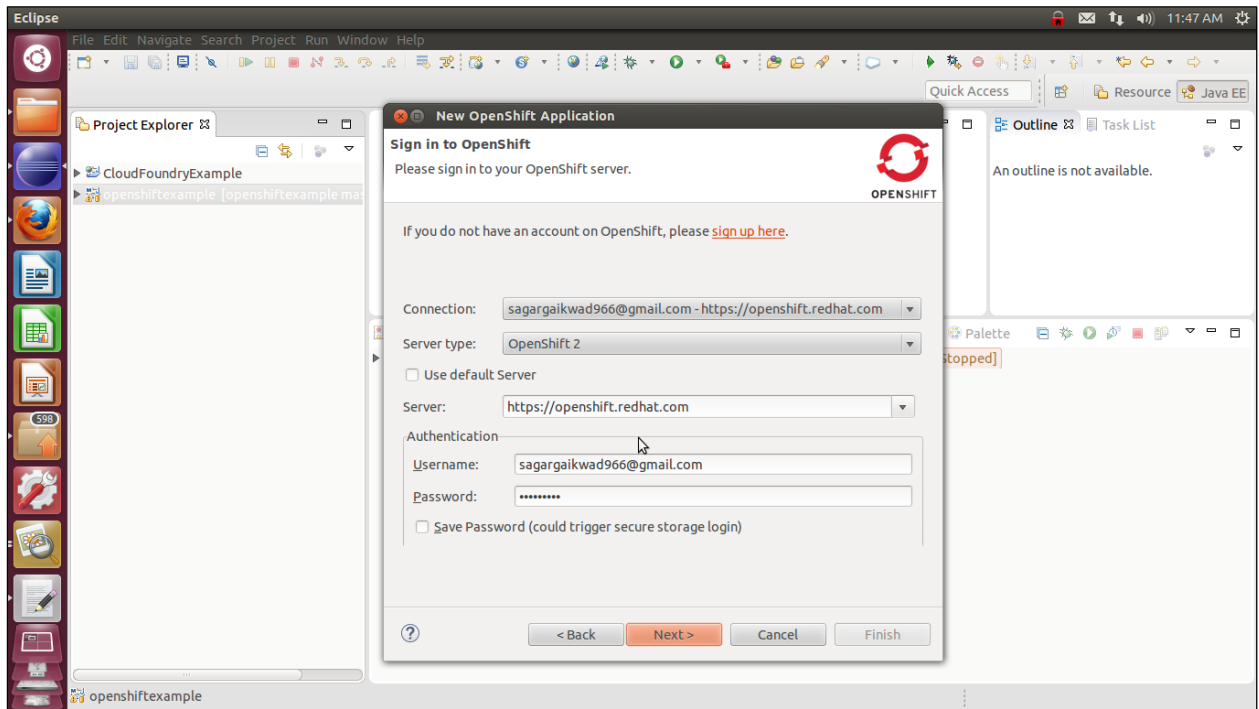 Eclipse
11:47 AM
File Edit Navigate Search Project Run Window Help
Quick Access
Resource
Java EE
Project Explorer
CloudFoundryExample
openshiftexample [openshiftexample mas
New OpenShift Application
Sign in to OpenShift
Please sign in to your OpenShift server.
OPENSHIFT
If you do not have an account on OpenShift, please sign up here.
Connection: sagargaikwad966@gmail.com - https://openshift.redhat.com
Server type: OpenShift 2
Use default Server
Server: https://openshift.redhat.com
Authentication
Username: sagargaikwad966@gmail.com
Password: •••••••••
Save Password (could trigger secure storage login)
? < Back Next > Cancel Finish
Outline
Task List
An outline is not available.
Palette
Stopped]
598
openshiftexample